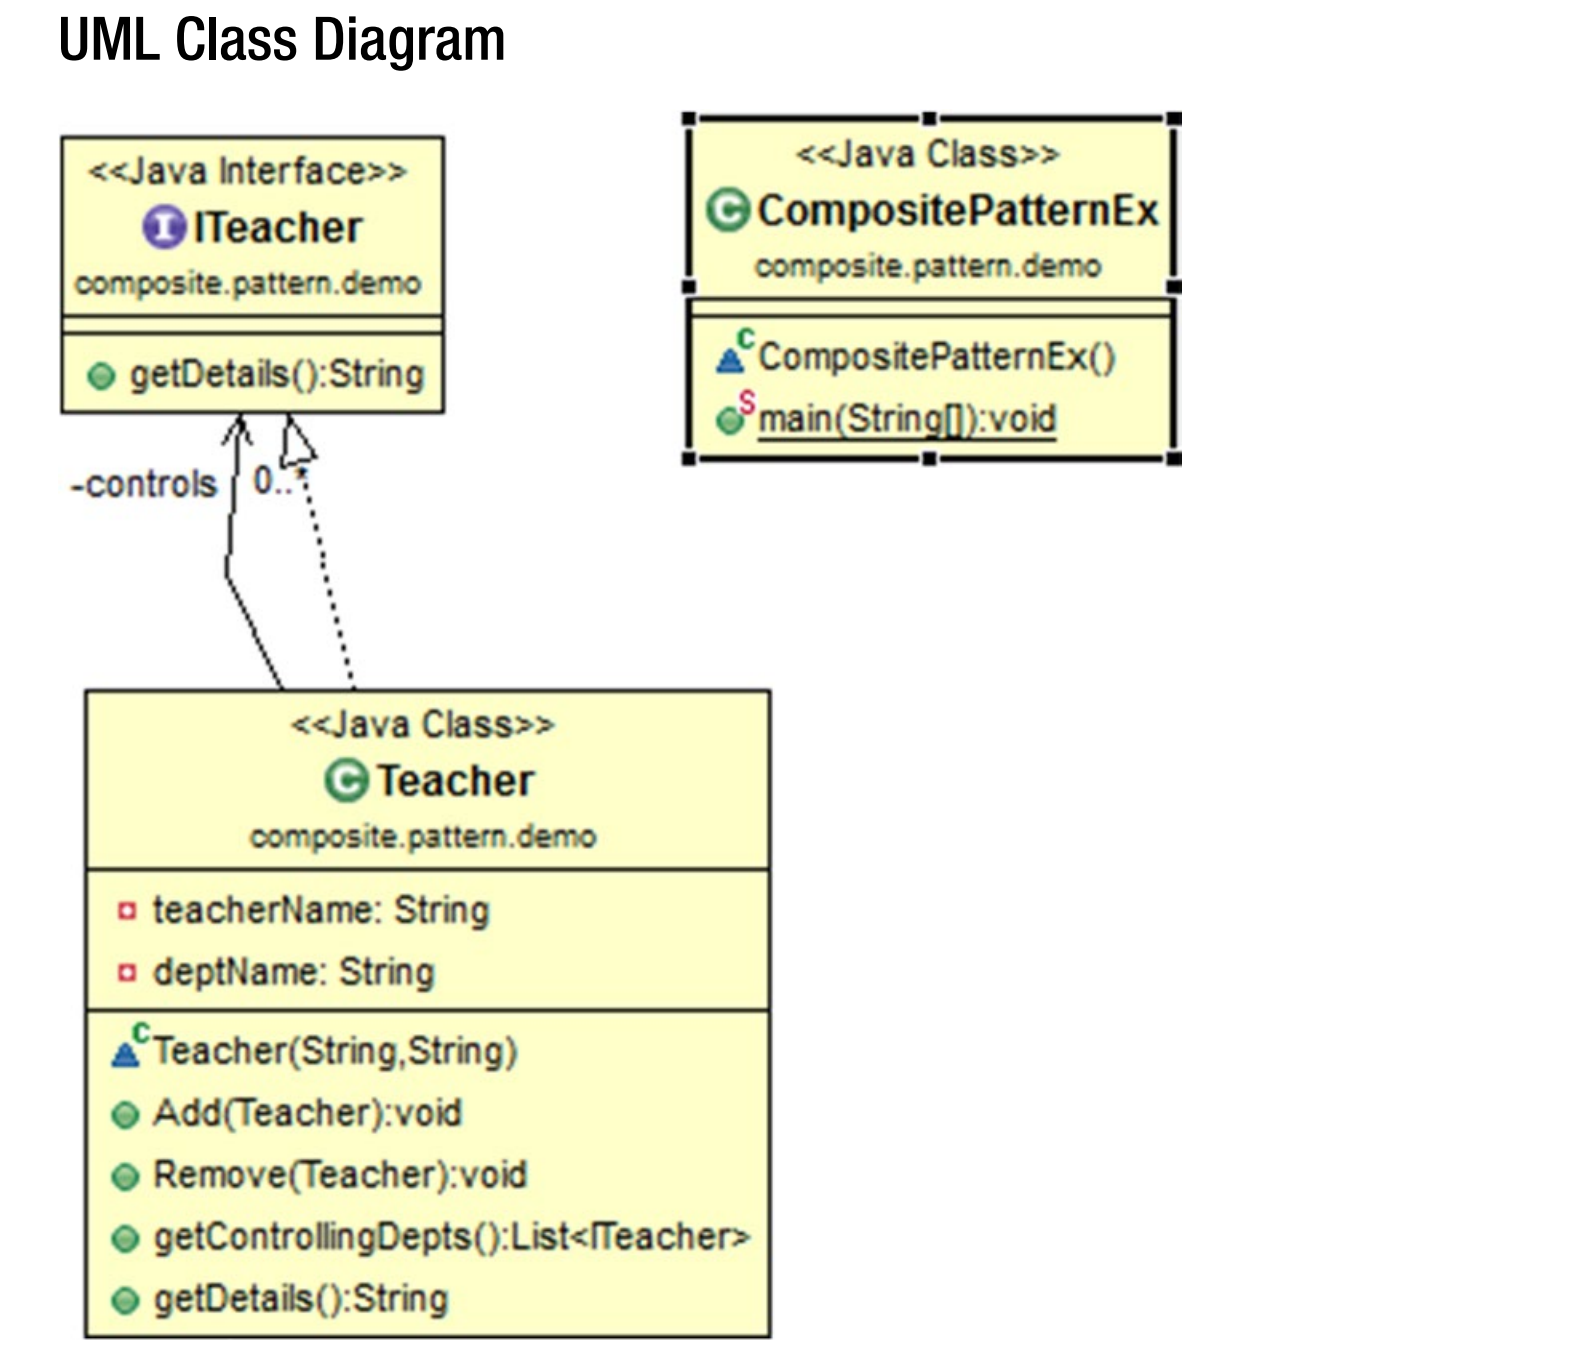 UML Class Diagram
<<Java Interface>>
I ITeacher
composite.pattern.demo
getDetails():String
<<Java Class>>
C CompositePatternEx
composite.pattern.demo
C CompositePatternEx()
S main(String[]):void
-controls 0..*
<<Java Class>>
C Teacher
composite.pattern.demo
teacherName: String
deptName: String
C Teacher(String,String)
Add(Teacher):void
Remove(Teacher):void
getControllingDepts():List<ITeacher>
getDetails():String